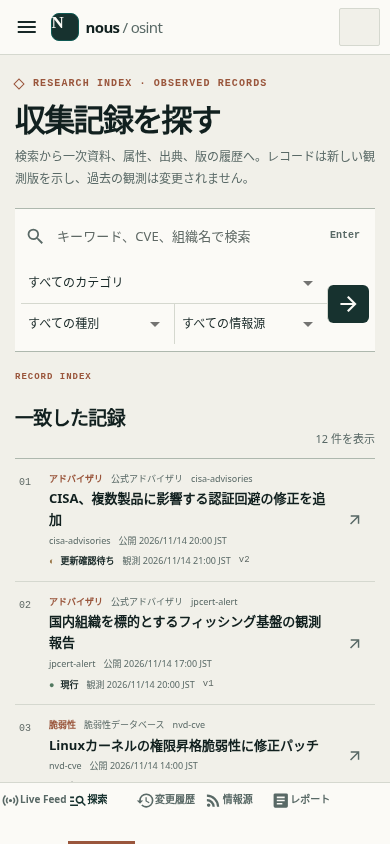 N nous / osint
RESEARCH INDEX · OBSERVED RECORDS
収集記録を探す
検索から一次資料、属性、出典、版の履歴へ。レコードは新しい観
測版を示し、過去の観測は変更されません。
キーワード、CVE、組織名で検索 Enter
すべてのカテゴリ
すべての種別 すべての情報源
RECORD INDEX
一致した記録
12 件を表示
01 アドバイザリ 公式アドバイザリ cisa-advisories
CISA、複数製品に影響する認証回避の修正を追
加
cisa-advisories 公開 2026/11/14 20:00 JST
更新確認待ち 観測 2026/11/14 21:00 JST v2
02 アドバイザリ 公式アドバイザリ jpcert-alert
国内組織を標的とするフィッシング基盤の観測
報告
jpcert-alert 公開 2026/11/14 17:00 JST
現行 観測 2026/11/14 20:00 JST v1
03 脆弱性 脆弱性データベース nvd-cve
Linuxカーネルの権限昇格脆弱性に修正パッチ
nvd-cve 公開 2026/11/14 14:00 JST
Live Feed 探索 変更履歴 情報源 レポート